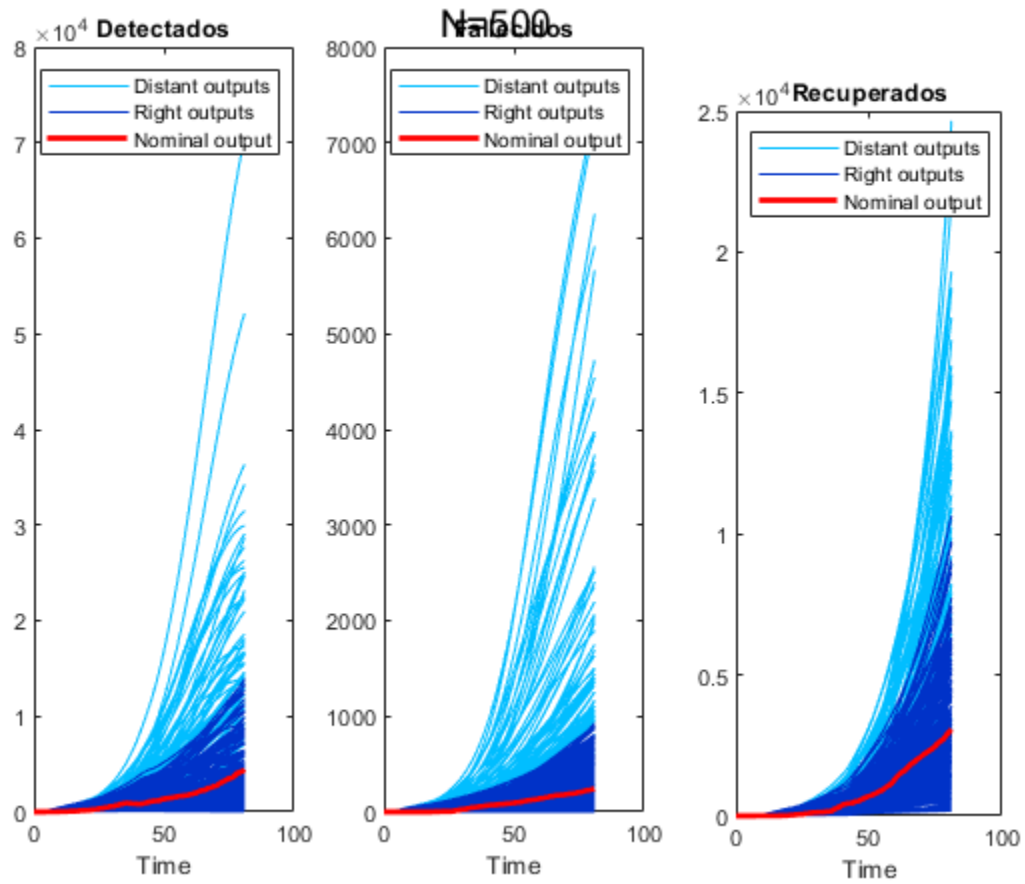 N=500
×10⁴ Detectados
Fallecidos
Distant outputs
Right outputs
Nominal output
8
7
6
5
4
3
2
1
0
0 50 100
Time
Distant outputs
Right outputs
Nominal output
8000
7000
6000
5000
4000
3000
2000
1000
0
0 50 100
Time
×10⁴ Recuperados
Distant outputs
Right outputs
Nominal output
2.5
2
1.5
1
0.5
0
0 50 100
Time